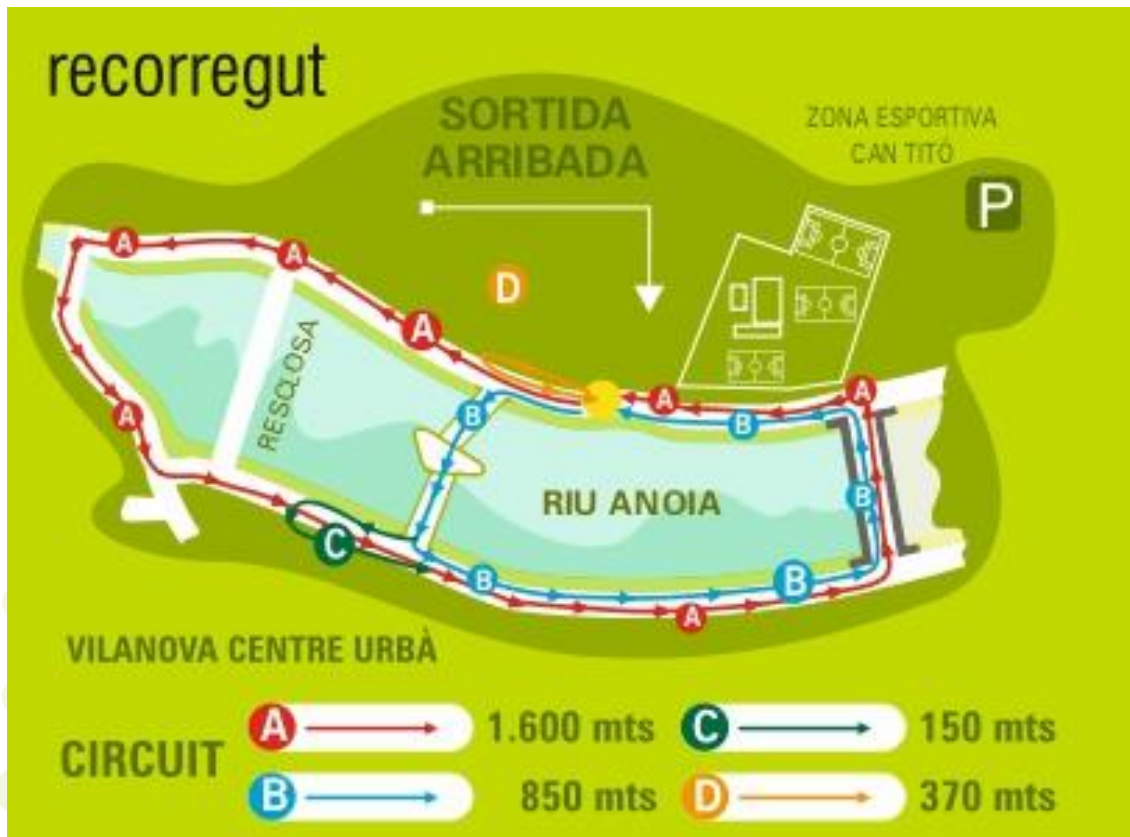 recorregut
SORTIDA
ARRIBADA
ZONA ESPORTIVA
CAN TITÓ
P
A
A
D
A
RESCLOSA
A
A
B
B
A
B
RIU ANOIA
C
B
B
A
VILANOVA CENTRE URBÀ
CIRCUIT
A 1.600 mts
B 850 mts
C 150 mts
D 370 mts